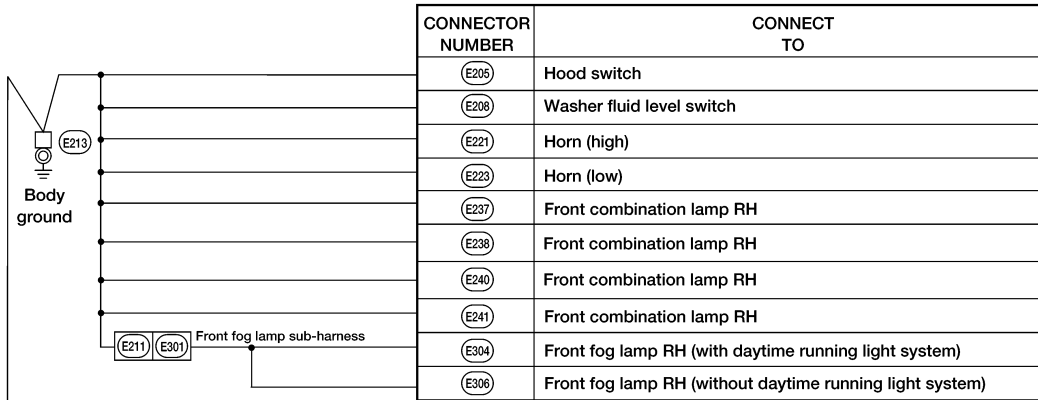 CONNECTOR NUMBER CONNECT TO
E205 Hood switch
E208 Washer fluid level switch
E213 E221 Horn (high)
E223 Horn (low)
Body ground
E237 Front combination lamp RH
E238 Front combination lamp RH
E240 Front combination lamp RH
E241 Front combination lamp RH
E211 E301 Front fog lamp sub-harness
E304 Front fog lamp RH (with daytime running light system)
E306 Front fog lamp RH (without daytime running light system)